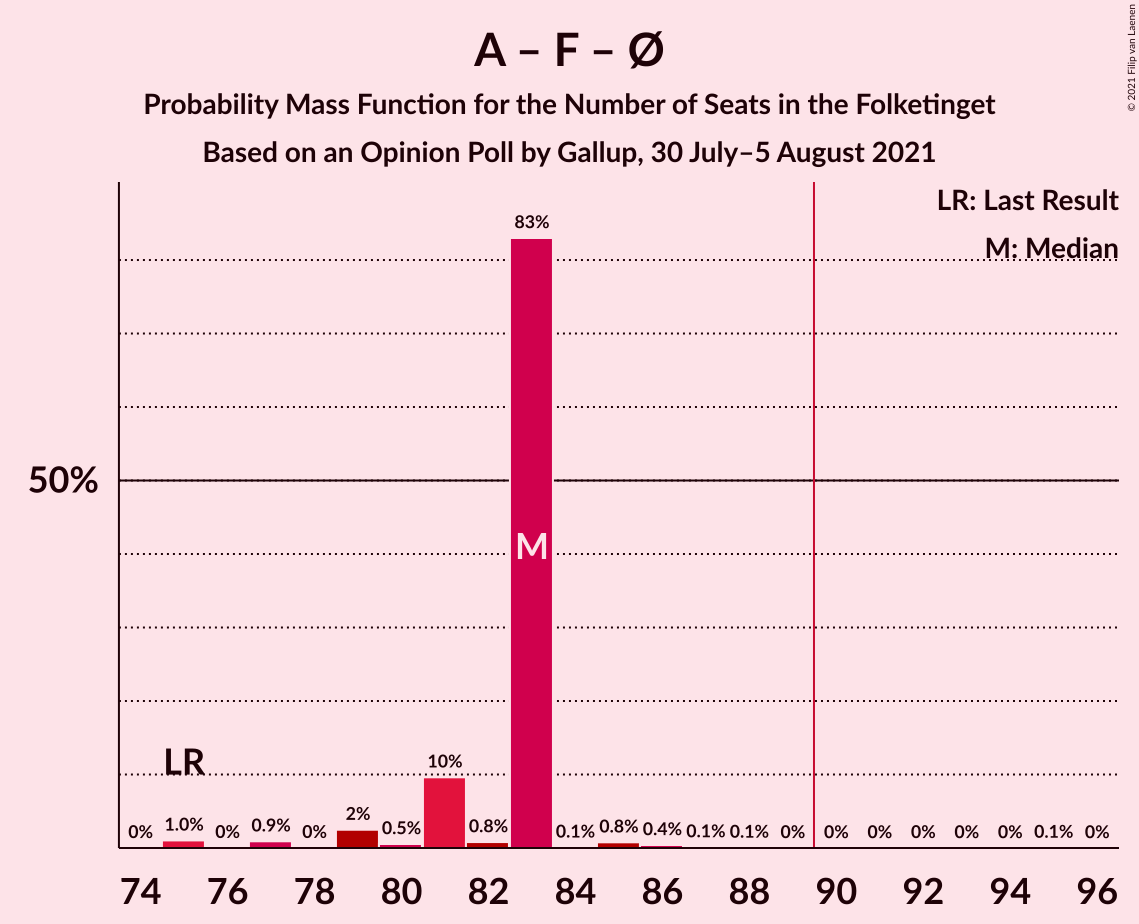 A – F – Ø
Probability Mass Function for the Number of Seats in the Folketinget
Based on an Opinion Poll by Gallup, 30 July–5 August 2021
© 2021 Filip van Laenen
LR: Last Result
M: Median
83%
50%
M
LR
10%
0% 1.0% 0% 0.9% 0% 2% 0.5% 0.8% 0.1% 0.8% 0.4% 0.1% 0.1% 0% 0% 0% 0% 0% 0% 0.1% 0%
74 76 78 80 82 84 86 88 90 92 94 96